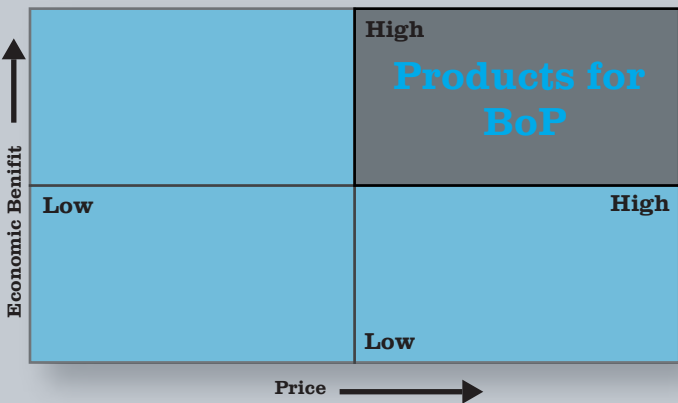 High
Products for
BoP
Low
High
Low
Economic Benifit
Price